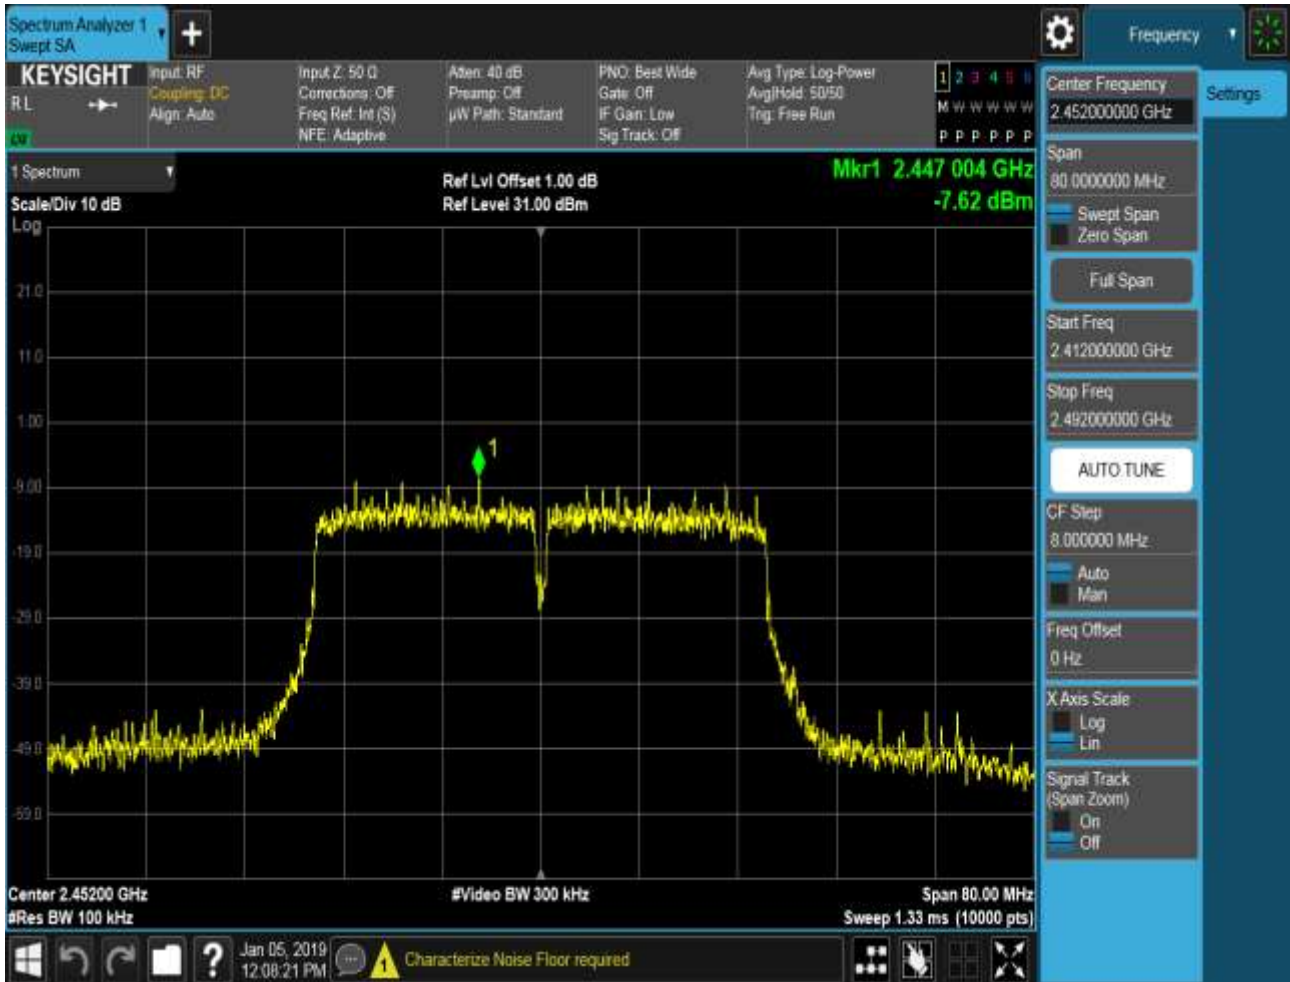 Spectrum Analyzer 1
Swept SA
Frequency
KEYSIGHT
RL
Input: RF
Coupling: DC
Align: Auto
Input Z: 50 Ω
Corrections: Off
Freq Ref: Int (S)
NFE: Adaptive
Atten: 40 dB
Preamp: Off
µW Path: Standard
PNO: Best Wide
Gate: Off
IF Gain: Low
Sig Track: Off
Avg Type: Log-Power
Avg|Hold: 50/50
Trig: Free Run
1 2 3 4 5 6
M W W W W W
P P P P P P
1 Spectrum
Scale/Div 10 dB
Log
Ref Lvl Offset 1.00 dB
Ref Level 31.00 dBm
Mkr1 2.447 004 GHz
-7.62 dBm
21.0
11.0
1.00
-9.00
-19.0
-29.0
-39.0
-49.0
-59.0
1
Center 2.45200 GHz
#Res BW 100 kHz
#Video BW 300 kHz
Span 80.00 MHz
Sweep 1.33 ms (10000 pts)
Center Frequency
2.452000000 GHz
Settings
Span
80.0000000 MHz
Swept Span
Zero Span
Full Span
Start Freq
2.412000000 GHz
Stop Freq
2.492000000 GHz
AUTO TUNE
CF Step
8.000000 MHz
Auto
Man
Freq Offset
0 Hz
X Axis Scale
Log
Lin
Signal Track
(Span Zoom)
On
Off
?
Jan 05, 2019
12:08:21 PM
1
Characterize Noise Floor required